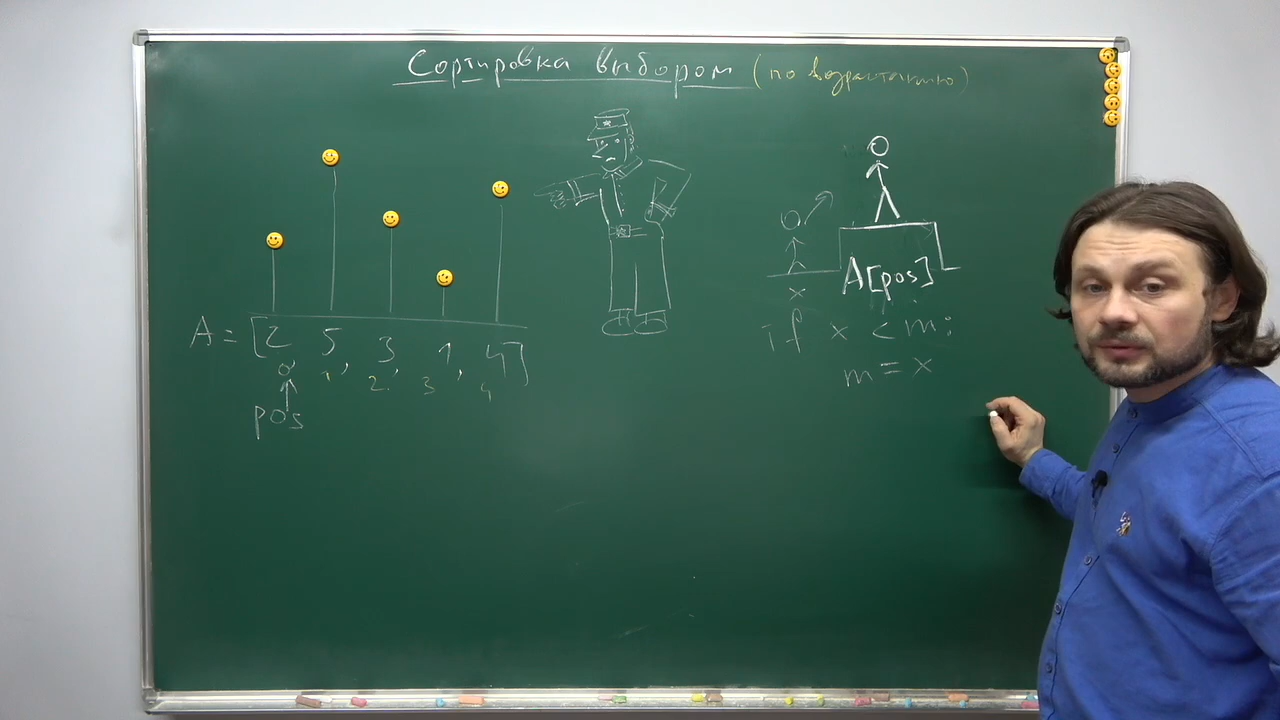 Сортировка выбором (по возрастанию)
A = [2, 5, 3, 1, 4]
0 1 2 3 4
pos
A[pos]
x
if x < m:
m = x